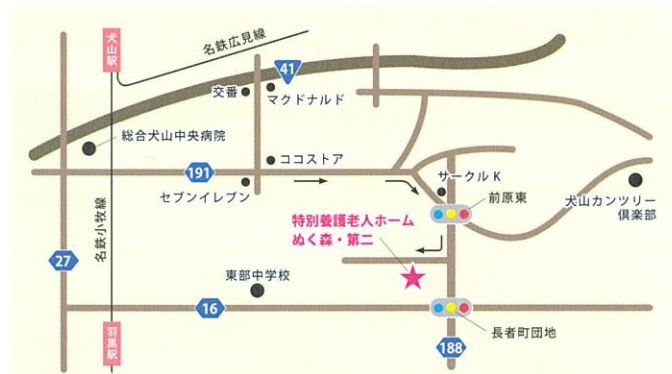 犬山駅
名鉄広見線
41
交番
マクドナルド
総合犬山中央病院
ココストア
191
セブンイレブン
サークルK
前原東
犬山カンツリー
倶楽部
特別養護老人ホーム
ぬく森・第二
名鉄小牧線
27
東部中学校
16
長者町団地
羽黒駅
188